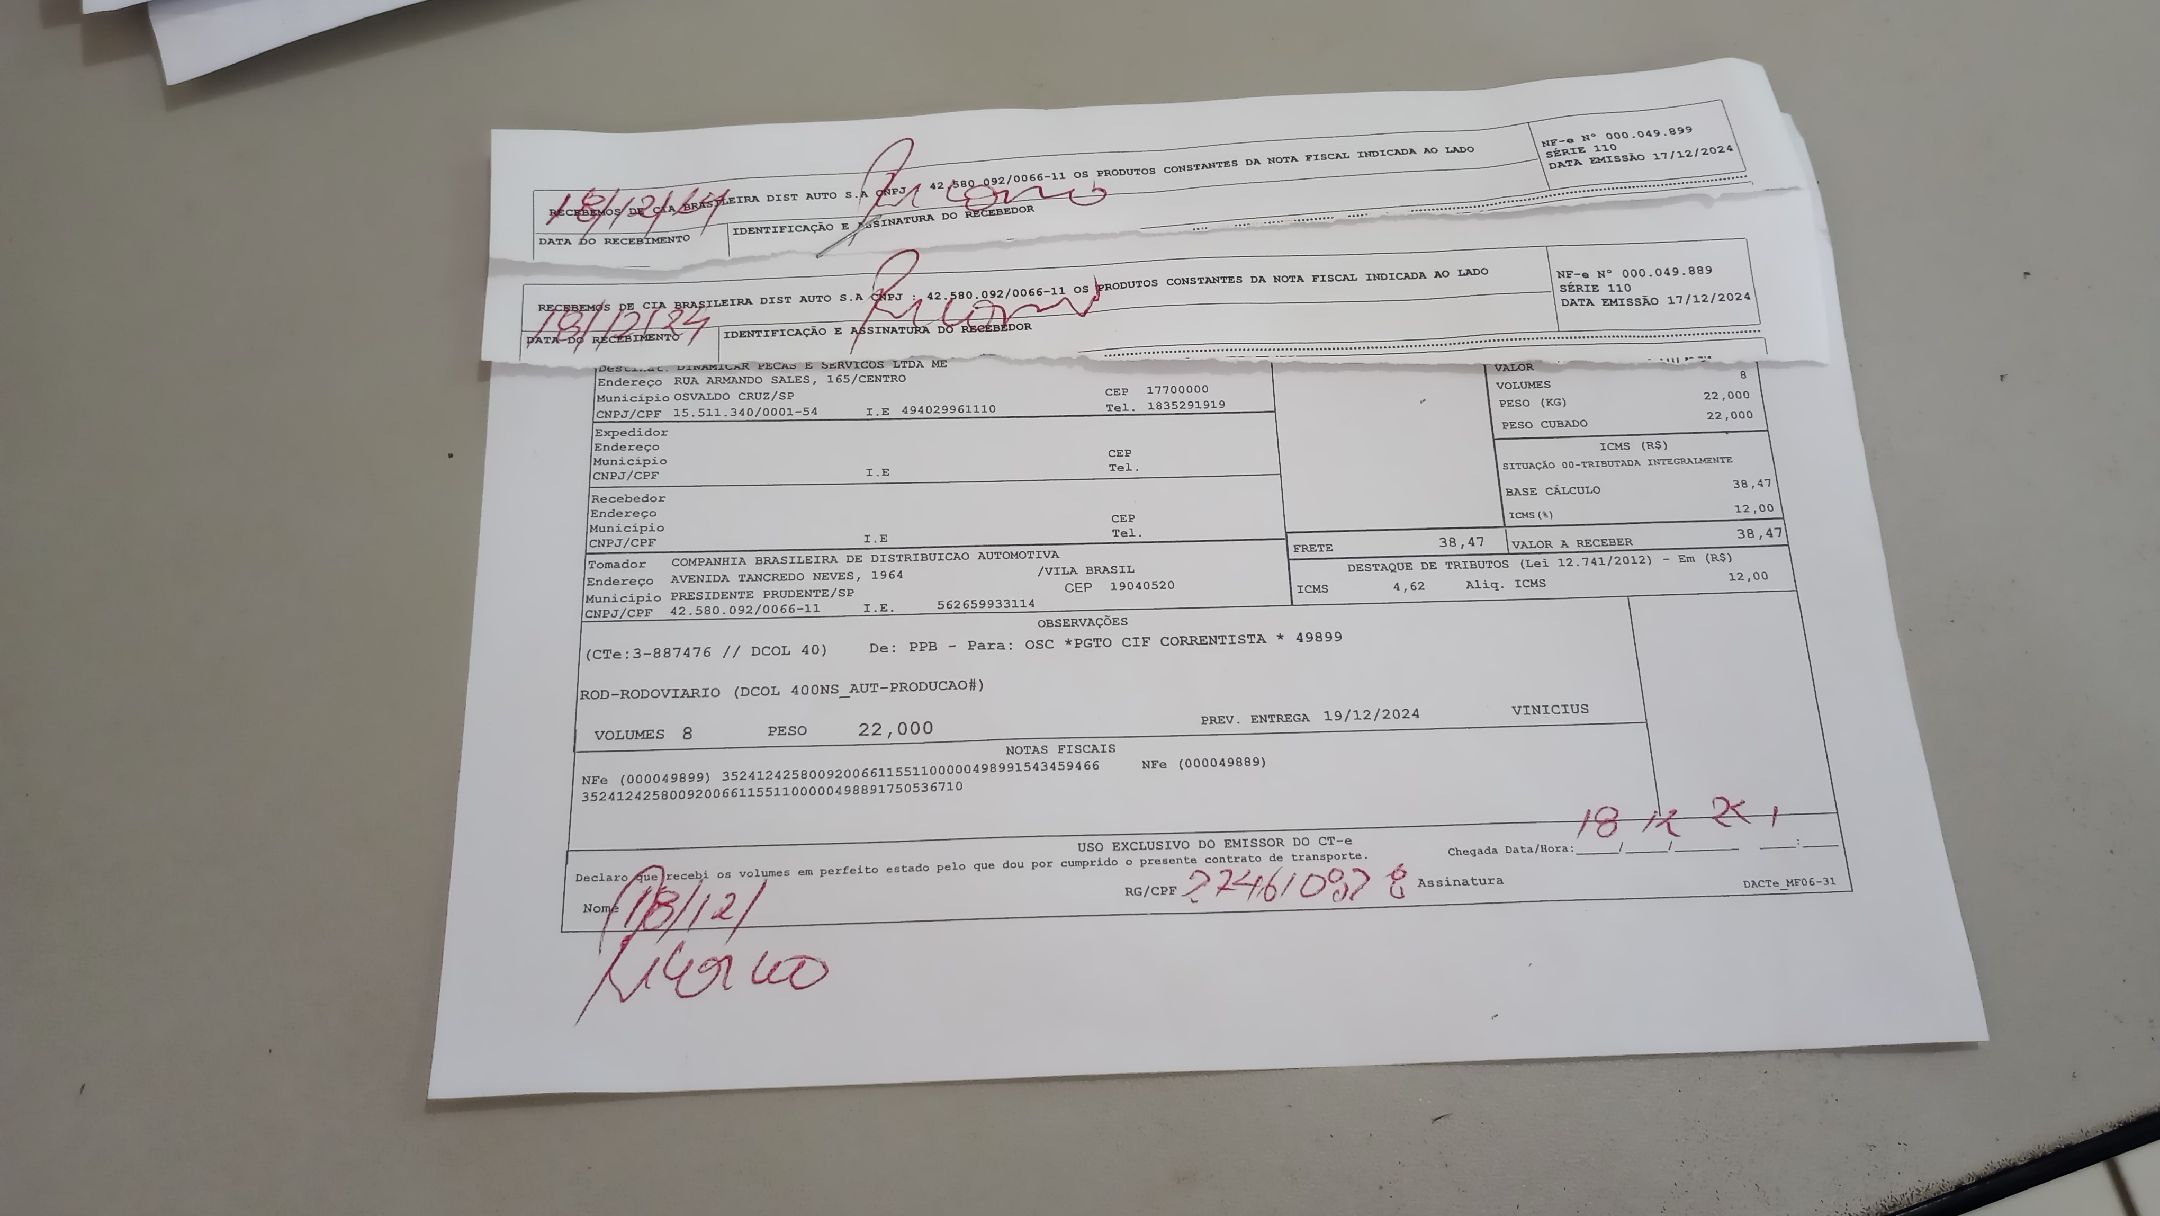 NF-e Nº 000.049.899
SÉRIE 110
DATA EMISSÃO 17/12/2024
RECEBEMOS DE CIA BRASILEIRA DIST AUTO S.A CNPJ : 42.580.092/0066-11 OS PRODUTOS CONSTANTES DA NOTA FISCAL INDICADA AO LADO
18/12/24
DATA DO RECEBIMENTO IDENTIFICAÇÃO E ASSINATURA DO RECEBEDOR
NF-e Nº 000.049.889
SÉRIE 110
DATA EMISSÃO 17/12/2024
RECEBEMOS DE CIA BRASILEIRA DIST AUTO S.A CNPJ : 42.580.092/0066-11 OS PRODUTOS CONSTANTES DA NOTA FISCAL INDICADA AO LADO
18/12/24
DATA DO RECEBIMENTO IDENTIFICAÇÃO E ASSINATURA DO RECEBEDOR
DINAMICAR PECAS E SERVICOS LTDA ME
Endereço RUA ARMANDO SALES, 165/CENTRO
Município OSVALDO CRUZ/SP CEP 17700000
CNPJ/CPF 15.511.340/0001-54 I.E 494029961110 Tel. 1835291919
VALOR
VOLUMES 8
PESO (KG) 22,000
PESO CUBADO 22,000
Expedidor
Endereço
Município CEP
CNPJ/CPF I.E Tel.
ICMS (R$)
SITUAÇÃO 00-TRIBUTADA INTEGRALMENTE
BASE CÁLCULO 38,47
ICMS(%) 12,00
Recebedor
Endereço
Município CEP
CNPJ/CPF I.E Tel.
FRETE 38,47 VALOR A RECEBER 38,47
Tomador COMPANHIA BRASILEIRA DE DISTRIBUICAO AUTOMOTIVA
Endereço AVENIDA TANCREDO NEVES, 1964 /VILA BRASIL
Município PRESIDENTE PRUDENTE/SP CEP 19040520
CNPJ/CPF 42.580.092/0066-11 I.E. 562659933114
DESTAQUE DE TRIBUTOS (Lei 12.741/2012) - Em (R$)
ICMS 4,62 Aliq. ICMS 12,00
OBSERVAÇÕES
(CTe:3-887476 // DCOL 40) De: PPB - Para: OSC *PGTO CIF CORRENTISTA * 49899
ROD-RODOVIARIO (DCOL 400NS_AUT-PRODUCAO#)
VOLUMES 8 PESO 22,000 PREV. ENTREGA 19/12/2024 VINICIUS
NOTAS FISCAIS
NFe (000049899) 35241242580092006611551100000498991543459466 NFe (000049889)
35241242580092006611551100000498891750536710
USO EXCLUSIVO DO EMISSOR DO CT-e
Declaro que recebi os volumes em perfeito estado pelo que dou por cumprido o presente contrato de transporte.
Chegada Data/Hora: 18 12 24
Nome 18/12/ RG/CPF Assinatura DACTe_MF06-31